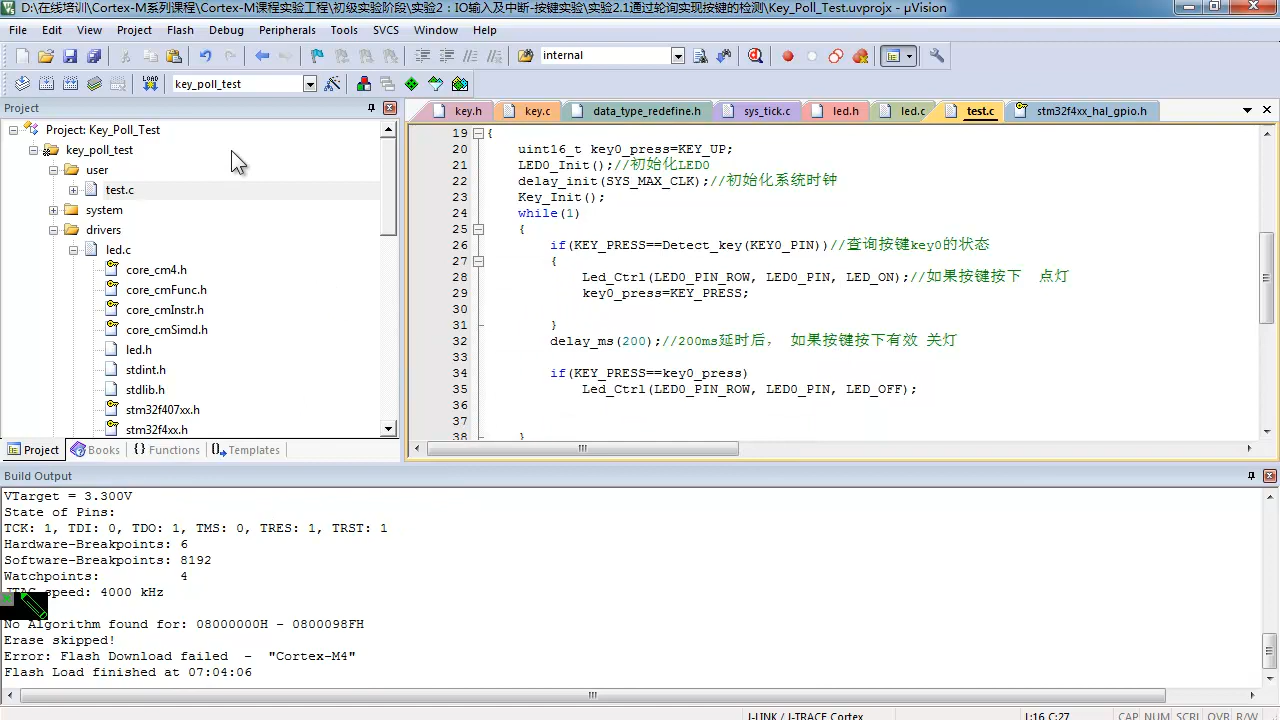 D:\在线培训\Cortex-M系列课程\Cortex-M课程实验工程\初级实验阶段\实验2：IO输入及中断-按键实验\实验2.1通过轮询实现按键的检测\Key_Poll_Test.uvprojx - µVision
File Edit View Project Flash Debug Peripherals Tools SVCS Window Help
internal
LOAD key_poll_test
Project
key.h key.c data_type_redefine.h sys_tick.c led.h led.c test.c stm32f4xx_hal_gpio.h
Project: Key_Poll_Test
key_poll_test
user
test.c
system
drivers
led.c
core_cm4.h
core_cmFunc.h
core_cmInstr.h
core_cmSimd.h
led.h
stdint.h
stdlib.h
stm32f407xx.h
stm32f4xx.h
19 {
20 uint16_t key0_press=KEY_UP;
21 LED0_Init();//初始化LED0
22 delay_init(SYS_MAX_CLK);//初始化系统时钟
23 Key_Init();
24 while(1)
25 {
26 if(KEY_PRESS==Detect_key(KEY0_PIN))//查询按键key0的状态
27 {
28 Led_Ctrl(LED0_PIN_ROW, LED0_PIN, LED_ON);//如果按键按下 点灯
29 key0_press=KEY_PRESS;
30
31 }
32 delay_ms(200);//200ms延时后， 如果按键按下有效 关灯
33
34 if(KEY_PRESS==key0_press)
35 Led_Ctrl(LED0_PIN_ROW, LED0_PIN, LED_OFF);
36
37
38 }
Project Books Functions Templates
Build Output
VTarget = 3.300V
State of Pins:
TCK: 1, TDI: 0, TDO: 1, TMS: 0, TRES: 1, TRST: 1
Hardware-Breakpoints: 6
Software-Breakpoints: 8192
Watchpoints: 4
JTAG speed: 4000 kHz
No Algorithm found for: 08000000H - 0800098FH
Erase skipped!
Error: Flash Download failed - "Cortex-M4"
Flash Load finished at 07:04:06
J-LINK / J-TRACE Cortex L:16 C:27 CAP NUM SCRL OVR R/W